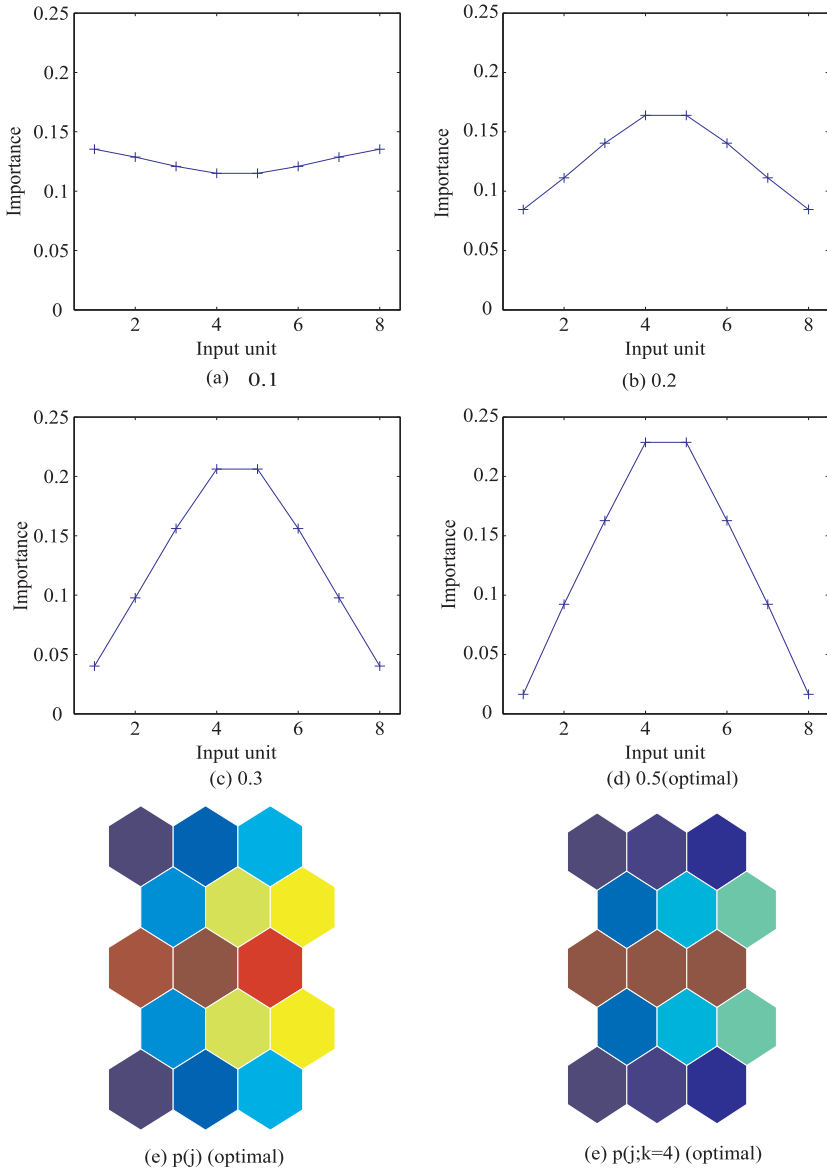 0.25
0.2
0.15
0.1
0.05
0
Importance
2 4 6 8
Input unit
(a) 0.1
0.25
0.2
0.15
0.1
0.05
0
Importance
2 4 6 8
Input unit
(b) 0.2
0.25
0.2
0.15
0.1
0.05
0
Importance
2 4 6 8
Input unit
(c) 0.3
0.25
0.2
0.15
0.1
0.05
0
Importance
2 4 6 8
Input unit
(d) 0.5(optimal)
(e) p(j) (optimal)
(e) p(j;k=4) (optimal)